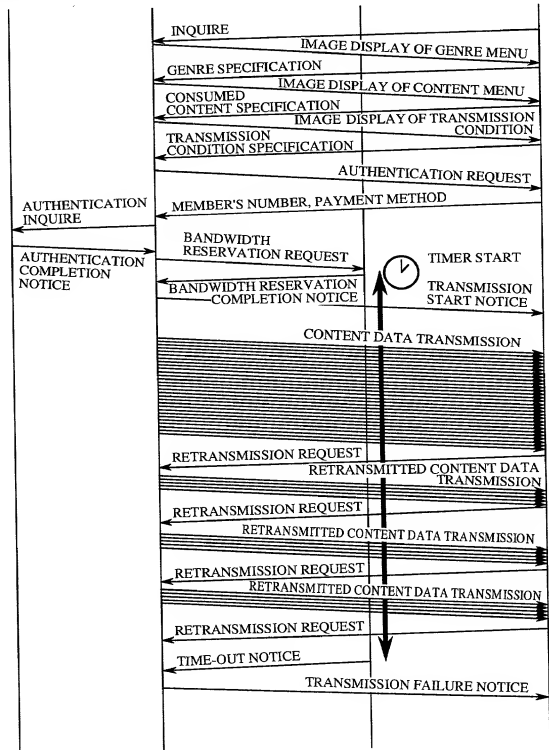 INQUIRE
IMAGE DISPLAY OF GENRE MENU
GENRE SPECIFICATION
IMAGE DISPLAY OF CONTENT MENU
CONSUMED
CONTENT SPECIFICATION
IMAGE DISPLAY OF TRANSMISSION
CONDITION
TRANSMISSION
CONDITION SPECIFICATION
AUTHENTICATION REQUEST
MEMBER'S NUMBER, PAYMENT METHOD
AUTHENTICATION
INQUIRE
BANDWIDTH
RESERVATION REQUEST
AUTHENTICATION
COMPLETION
NOTICE
TIMER START
BANDWIDTH RESERVATION
COMPLETION NOTICE
TRANSMISSION
START NOTICE
CONTENT DATA TRANSMISSION
RETRANSMISSION REQUEST
RETRANSMITTED CONTENT DATA
TRANSMISSION
RETRANSMISSION REQUEST
RETRANSMITTED CONTENT DATA TRANSMISSION
RETRANSMISSION REQUEST
RETRANSMITTED CONTENT DATA TRANSMISSION
RETRANSMISSION REQUEST
TIME-OUT NOTICE
TRANSMISSION FAILURE NOTICE